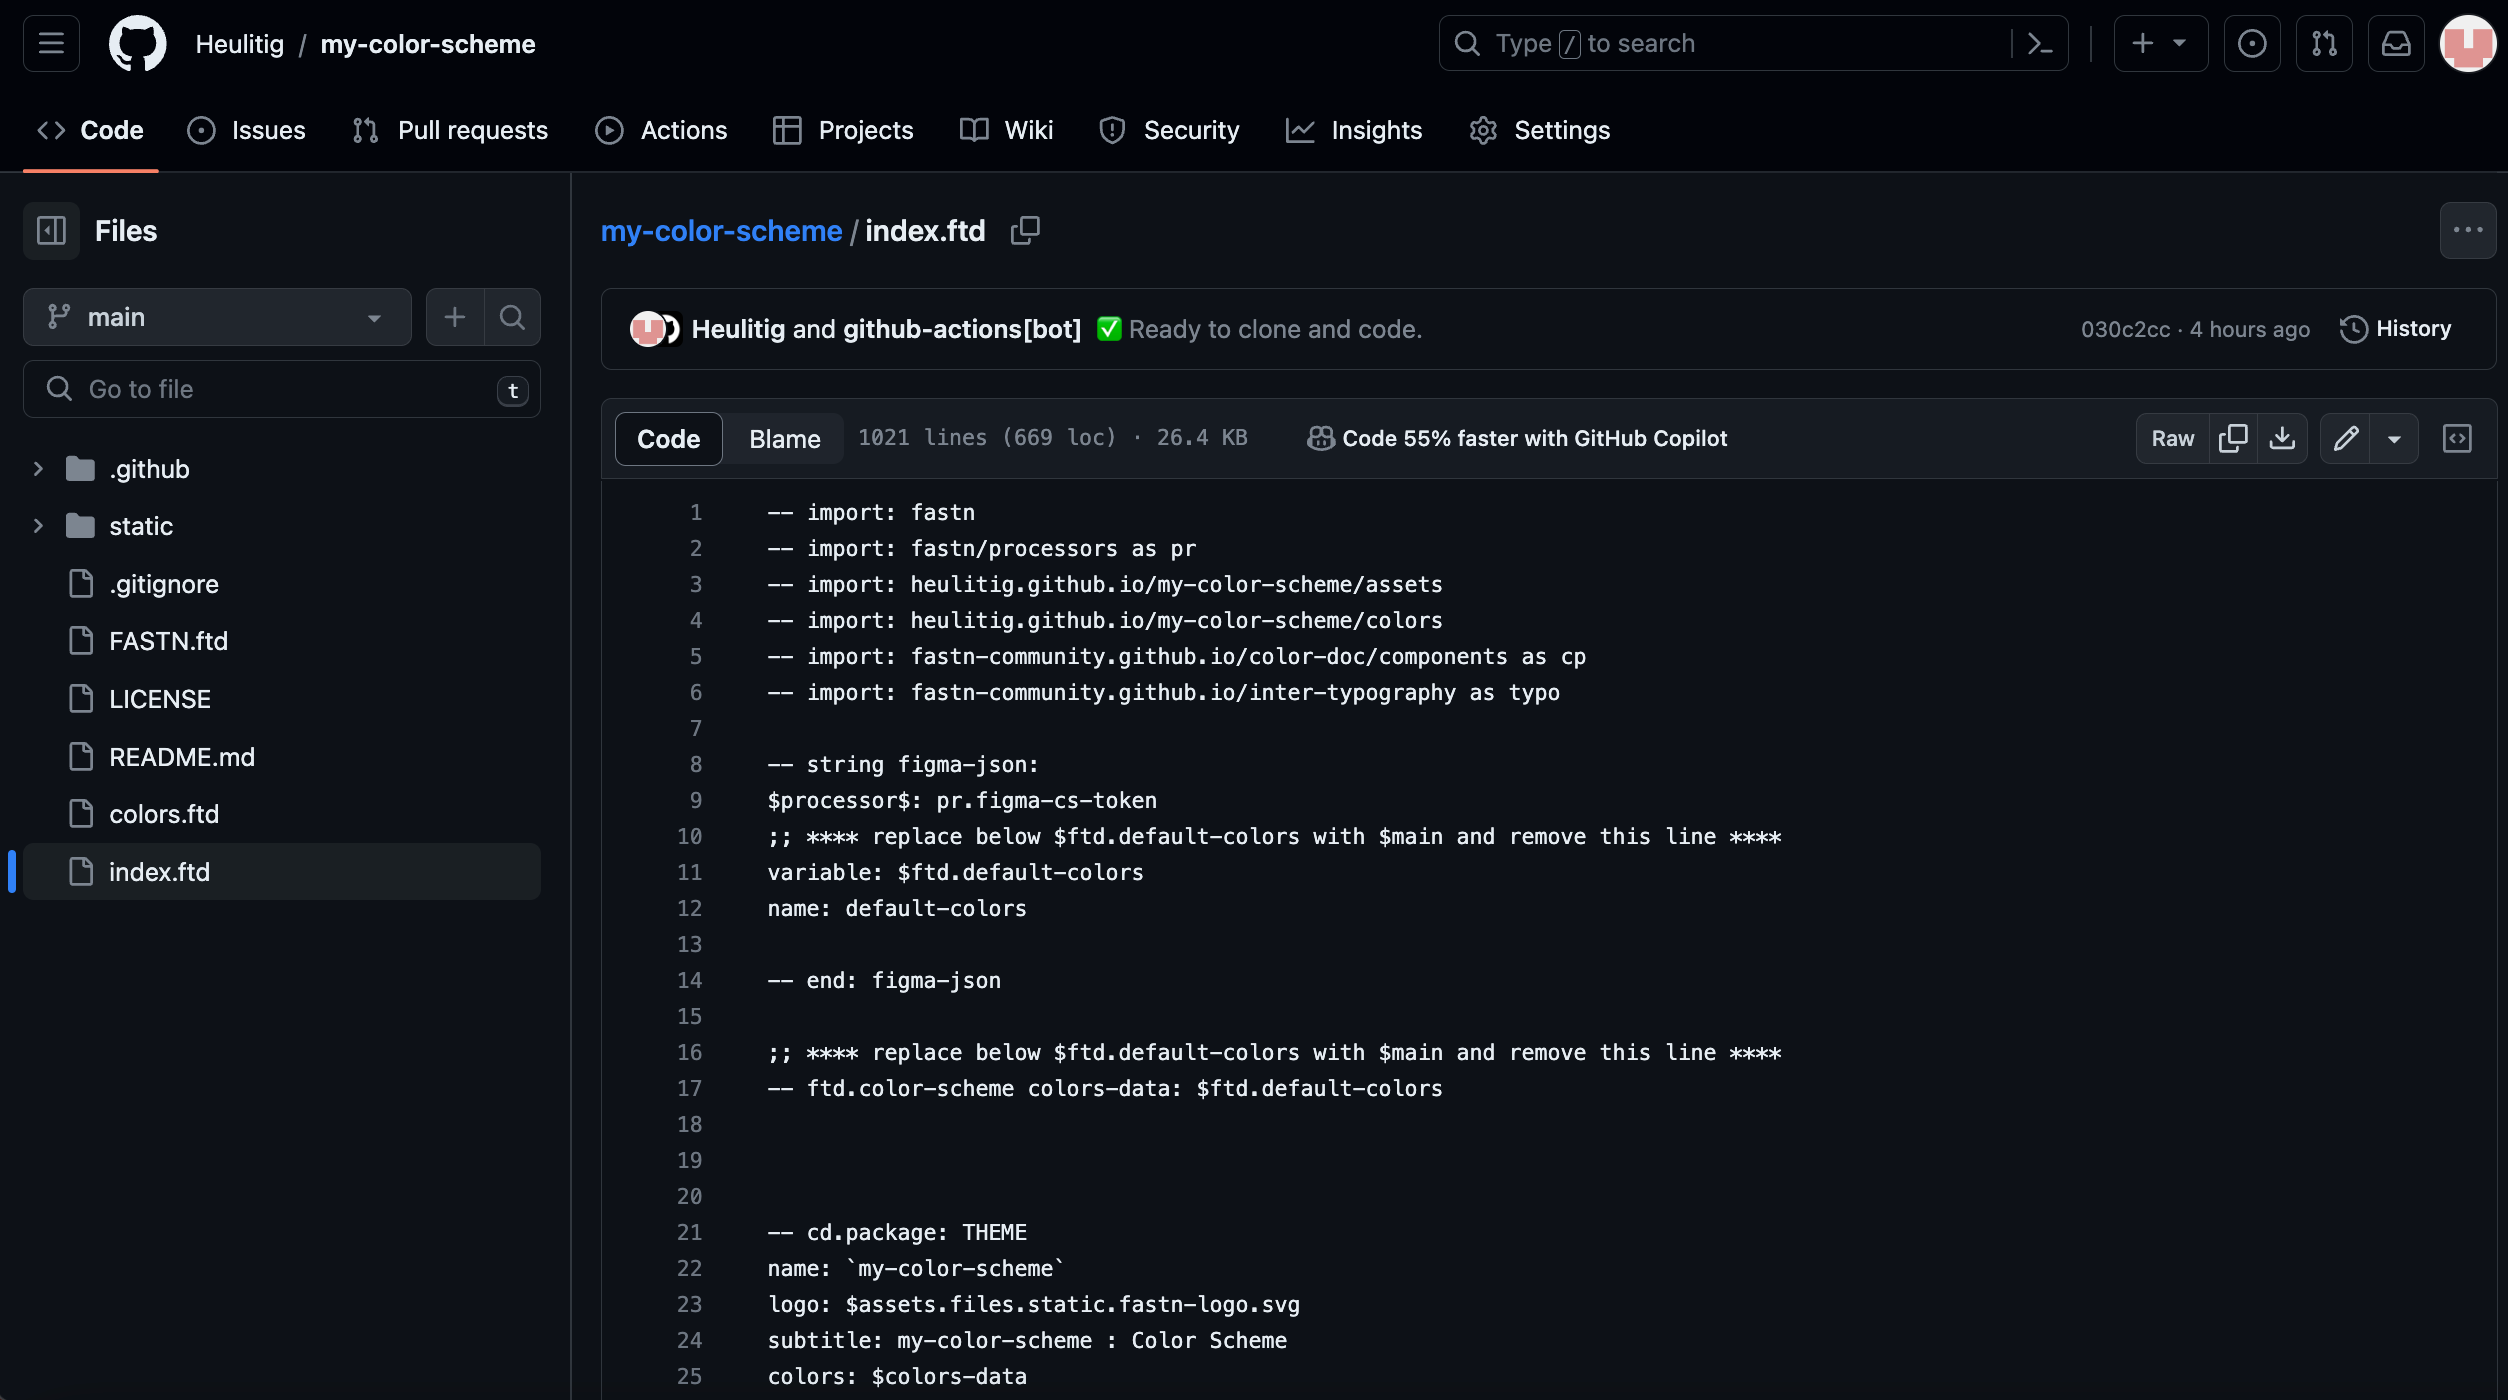 Heulitig / my-color-scheme
Type / to search
Code Issues Pull requests Actions Projects Wiki Security Insights Settings
Files
main
Go to file t
.github
static
.gitignore
FASTN.ftd
LICENSE
README.md
colors.ftd
index.ftd
my-color-scheme / index.ftd
Heulitig and github-actions[bot] ✅ Ready to clone and code. 030c2cc · 4 hours ago History
Code Blame 1021 lines (669 loc) · 26.4 KB Code 55% faster with GitHub Copilot Raw
1 -- import: fastn
2 -- import: fastn/processors as pr
3 -- import: heulitig.github.io/my-color-scheme/assets
4 -- import: heulitig.github.io/my-color-scheme/colors
5 -- import: fastn-community.github.io/color-doc/components as cp
6 -- import: fastn-community.github.io/inter-typography as typo
7
8 -- string figma-json:
9 $processor$: pr.figma-cs-token
10 ;; **** replace below $ftd.default-colors with $main and remove this line ****
11 variable: $ftd.default-colors
12 name: default-colors
13
14 -- end: figma-json
15
16 ;; **** replace below $ftd.default-colors with $main and remove this line ****
17 -- ftd.color-scheme colors-data: $ftd.default-colors
18
19
20
21 -- cd.package: THEME
22 name: `my-color-scheme`
23 logo: $assets.files.static.fastn-logo.svg
24 subtitle: my-color-scheme : Color Scheme
25 colors: $colors-data